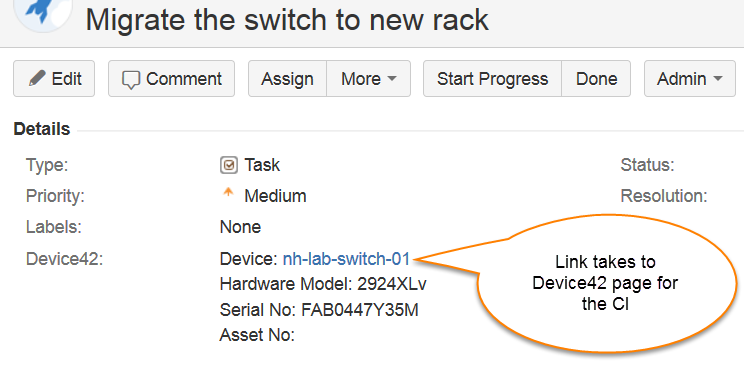 Migrate the switch to new rack
Edit Comment Assign More Start Progress Done Admin
Details
Type: Task Status:
Priority: Medium Resolution:
Labels: None
Device42: Device: nh-lab-switch-01
Hardware Model: 2924XLv
Serial No: FAB0447Y35M
Asset No:
Link takes to
Device42 page for
the CI